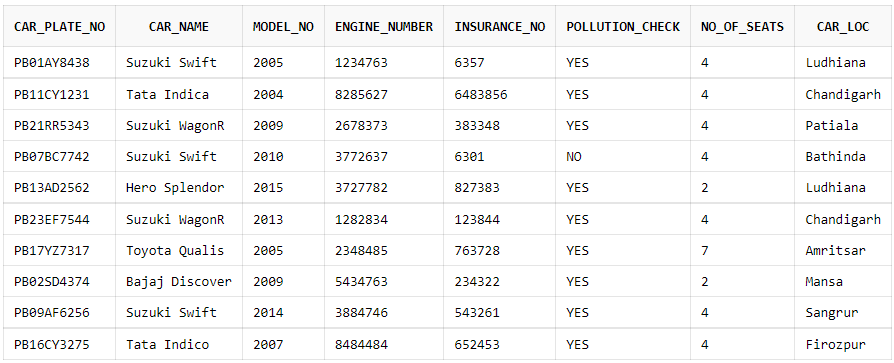 CAR_PLATE_NO CAR_NAME MODEL_NO ENGINE_NUMBER INSURANCE_NO POLLUTION_CHECK NO_OF_SEATS CAR_LOC
PB01AY8438 Suzuki Swift 2005 1234763 6357 YES 4 Ludhiana
PB11CY1231 Tata Indica 2004 8285627 6483856 YES 4 Chandigarh
PB21RR5343 Suzuki WagonR 2009 2678373 383348 YES 4 Patiala
PB07BC7742 Suzuki Swift 2010 3772637 6301 NO 4 Bathinda
PB13AD2562 Hero Splendor 2015 3727782 827383 YES 2 Ludhiana
PB23EF7544 Suzuki WagonR 2013 1282834 123844 YES 4 Chandigarh
PB17YZ7317 Toyota Qualis 2005 2348485 763728 YES 7 Amritsar
PB02SD4374 Bajaj Discover 2009 5434763 234322 YES 2 Mansa
PB09AF6256 Suzuki Swift 2014 3884746 543261 YES 4 Sangrur
PB16CY3275 Tata Indico 2007 8484484 652453 YES 4 Firozpur